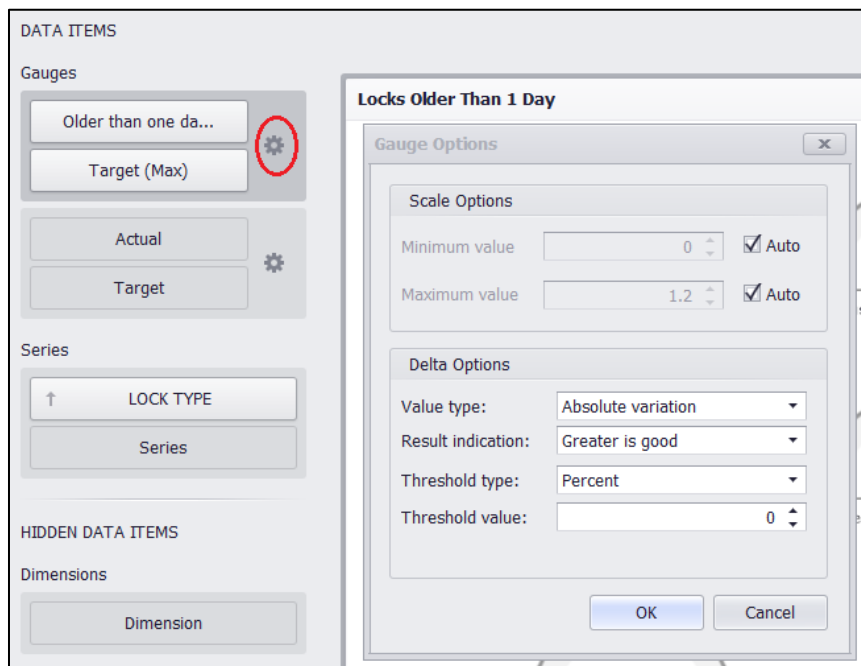 DATA ITEMS
Gauges
Older than one da...
Target (Max)
Actual
Target
Series
LOCK TYPE
Series
HIDDEN DATA ITEMS
Dimensions
Dimension
Locks Older Than 1 Day
Gauge Options
Scale Options
Minimum value 0 Auto
Maximum value 1.2 Auto
Delta Options
Value type: Absolute variation
Result indication: Greater is good
Threshold type: Percent
Threshold value: 0
OK Cancel